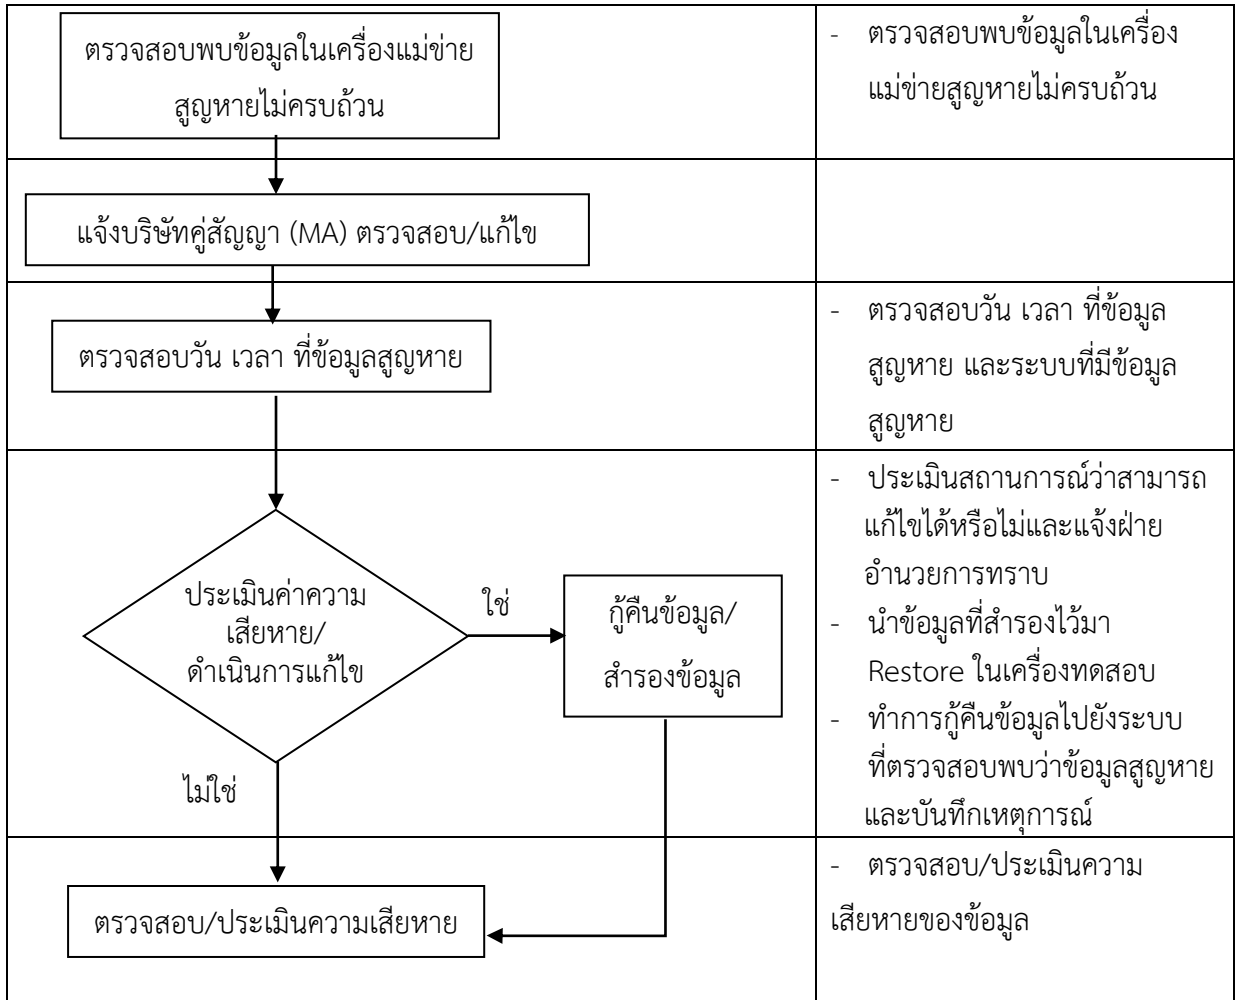 ตรวจสอบพบข้อมูลในเครื่องแม่ข่าย
สูญหายไม่ครบถ้วน
- ตรวจสอบพบข้อมูลในเครื่อง
แม่ข่ายสูญหายไม่ครบถ้วน
แจ้งบริษัทคู่สัญญา (MA) ตรวจสอบ/แก้ไข
ตรวจสอบวัน เวลา ที่ข้อมูลสูญหาย
- ตรวจสอบวัน เวลา ที่ข้อมูล
สูญหาย และระบบที่มีข้อมูล
สูญหาย
ประเมินค่าความ
เสียหาย/
ดำเนินการแก้ไข
ใช่
กู้คืนข้อมูล/
สำรองข้อมูล
ไม่ใช่
- ประเมินสถานการณ์ว่าสามารถ
แก้ไขได้หรือไม่และแจ้งฝ่าย
อำนวยการทราบ
- นำข้อมูลที่สำรองไว้มา
Restore ในเครื่องทดสอบ
- ทำการกู้คืนข้อมูลไปยังระบบ
ที่ตรวจสอบพบว่าข้อมูลสูญหาย
และบันทึกเหตุการณ์
ตรวจสอบ/ประเมินความเสียหาย
- ตรวจสอบ/ประเมินความ
เสียหายของข้อมูล